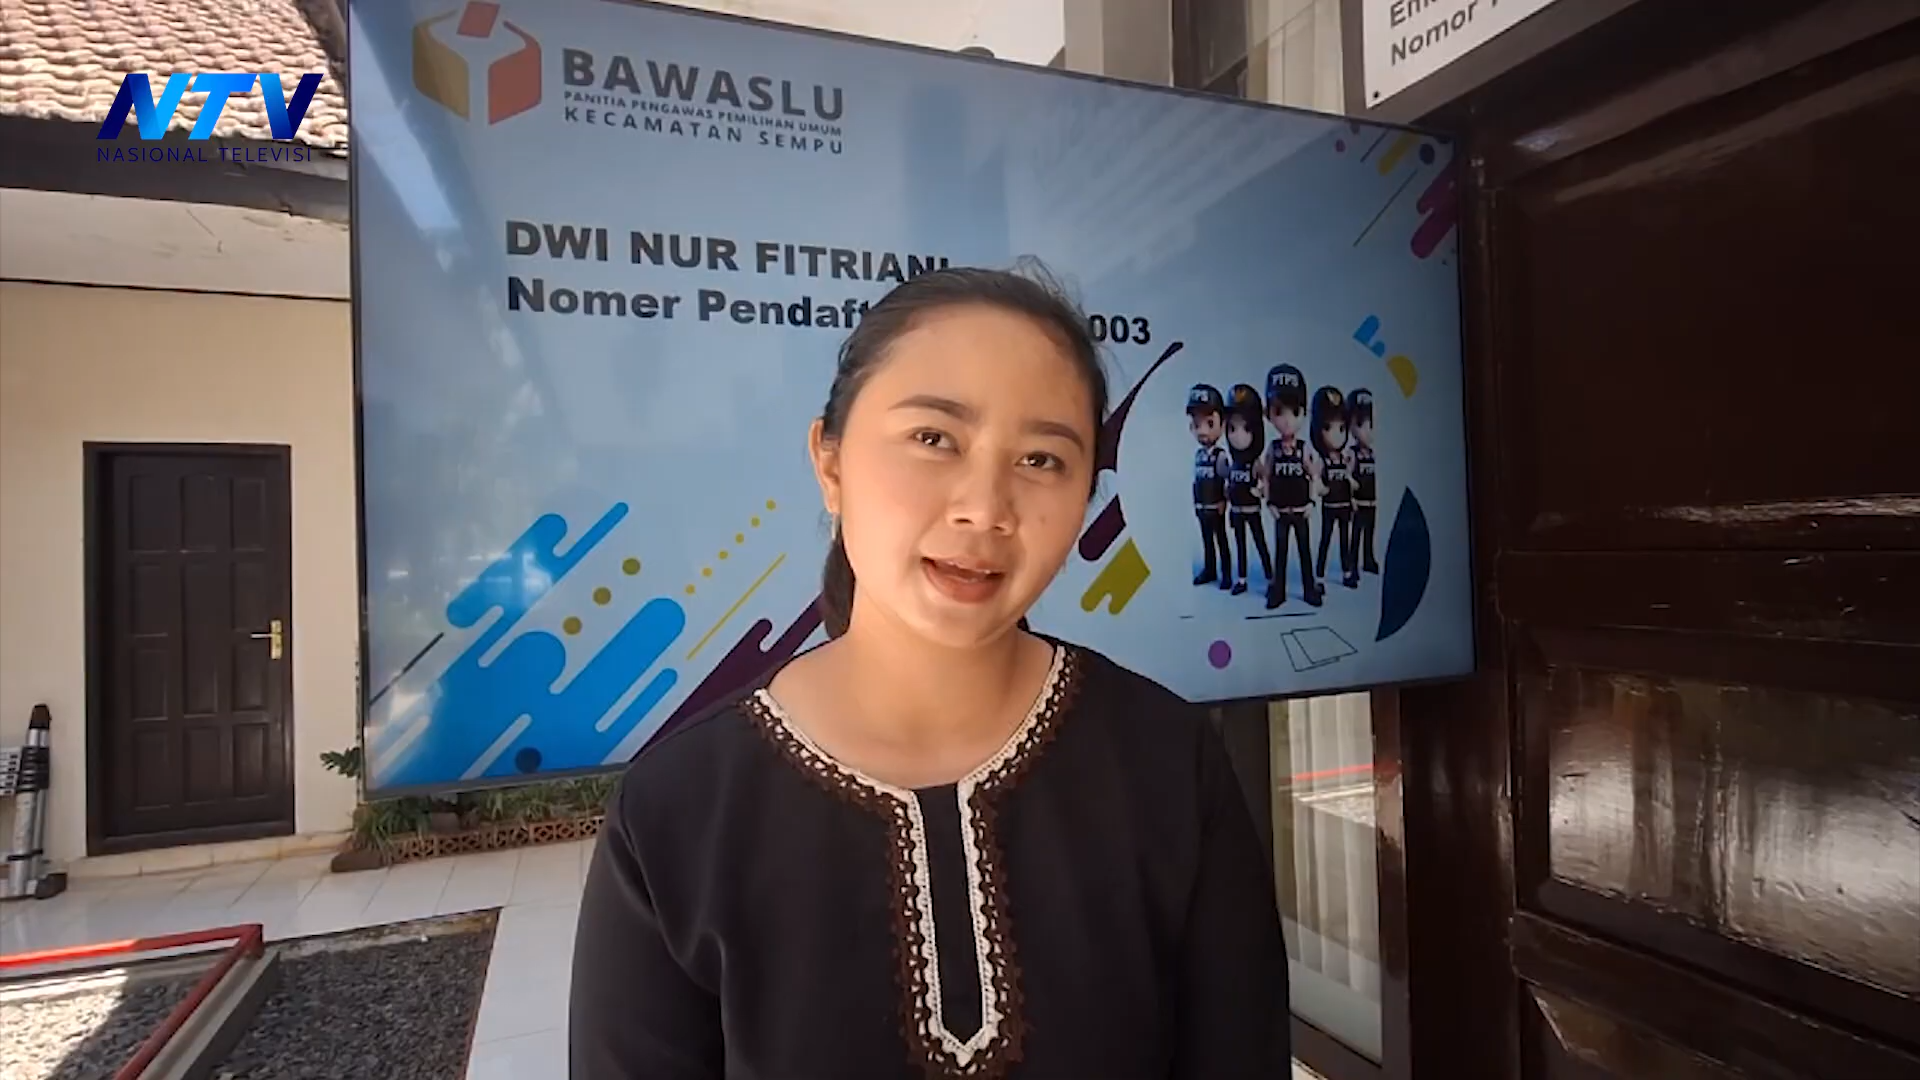 NTV
NASIONAL TELEVISI
BAWASLU
PANITIA PENGAWAS PEMILIHAN UMUM
KECAMATAN SEMPU
Nomor
DWI NUR FITRIANI
Nomer Pendaft 003
PTPS
TPS
PTPS
PTPS
PTPS